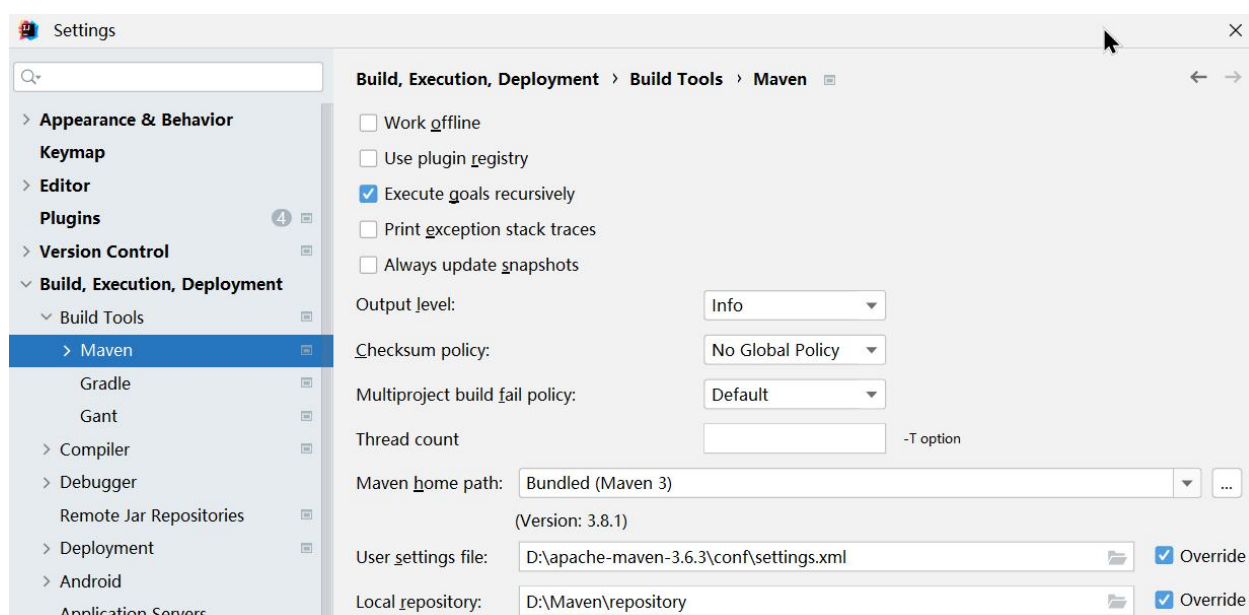 Settings
Build, Execution, Deployment › Build Tools › Maven
Appearance & Behavior
Keymap
Editor
Plugins 4
Version Control
Build, Execution, Deployment
Build Tools
Maven
Gradle
Gant
Compiler
Debugger
Remote Jar Repositories
Deployment
Android
Application Servers
Work offline
Use plugin registry
Execute goals recursively
Print exception stack traces
Always update snapshots
Output level: Info
Checksum policy: No Global Policy
Multiproject build fail policy: Default
Thread count -T option
Maven home path: Bundled (Maven 3) ...
(Version: 3.8.1)
User settings file: D:\apache-maven-3.6.3\conf\settings.xml Override
Local repository: D:\Maven\repository Override